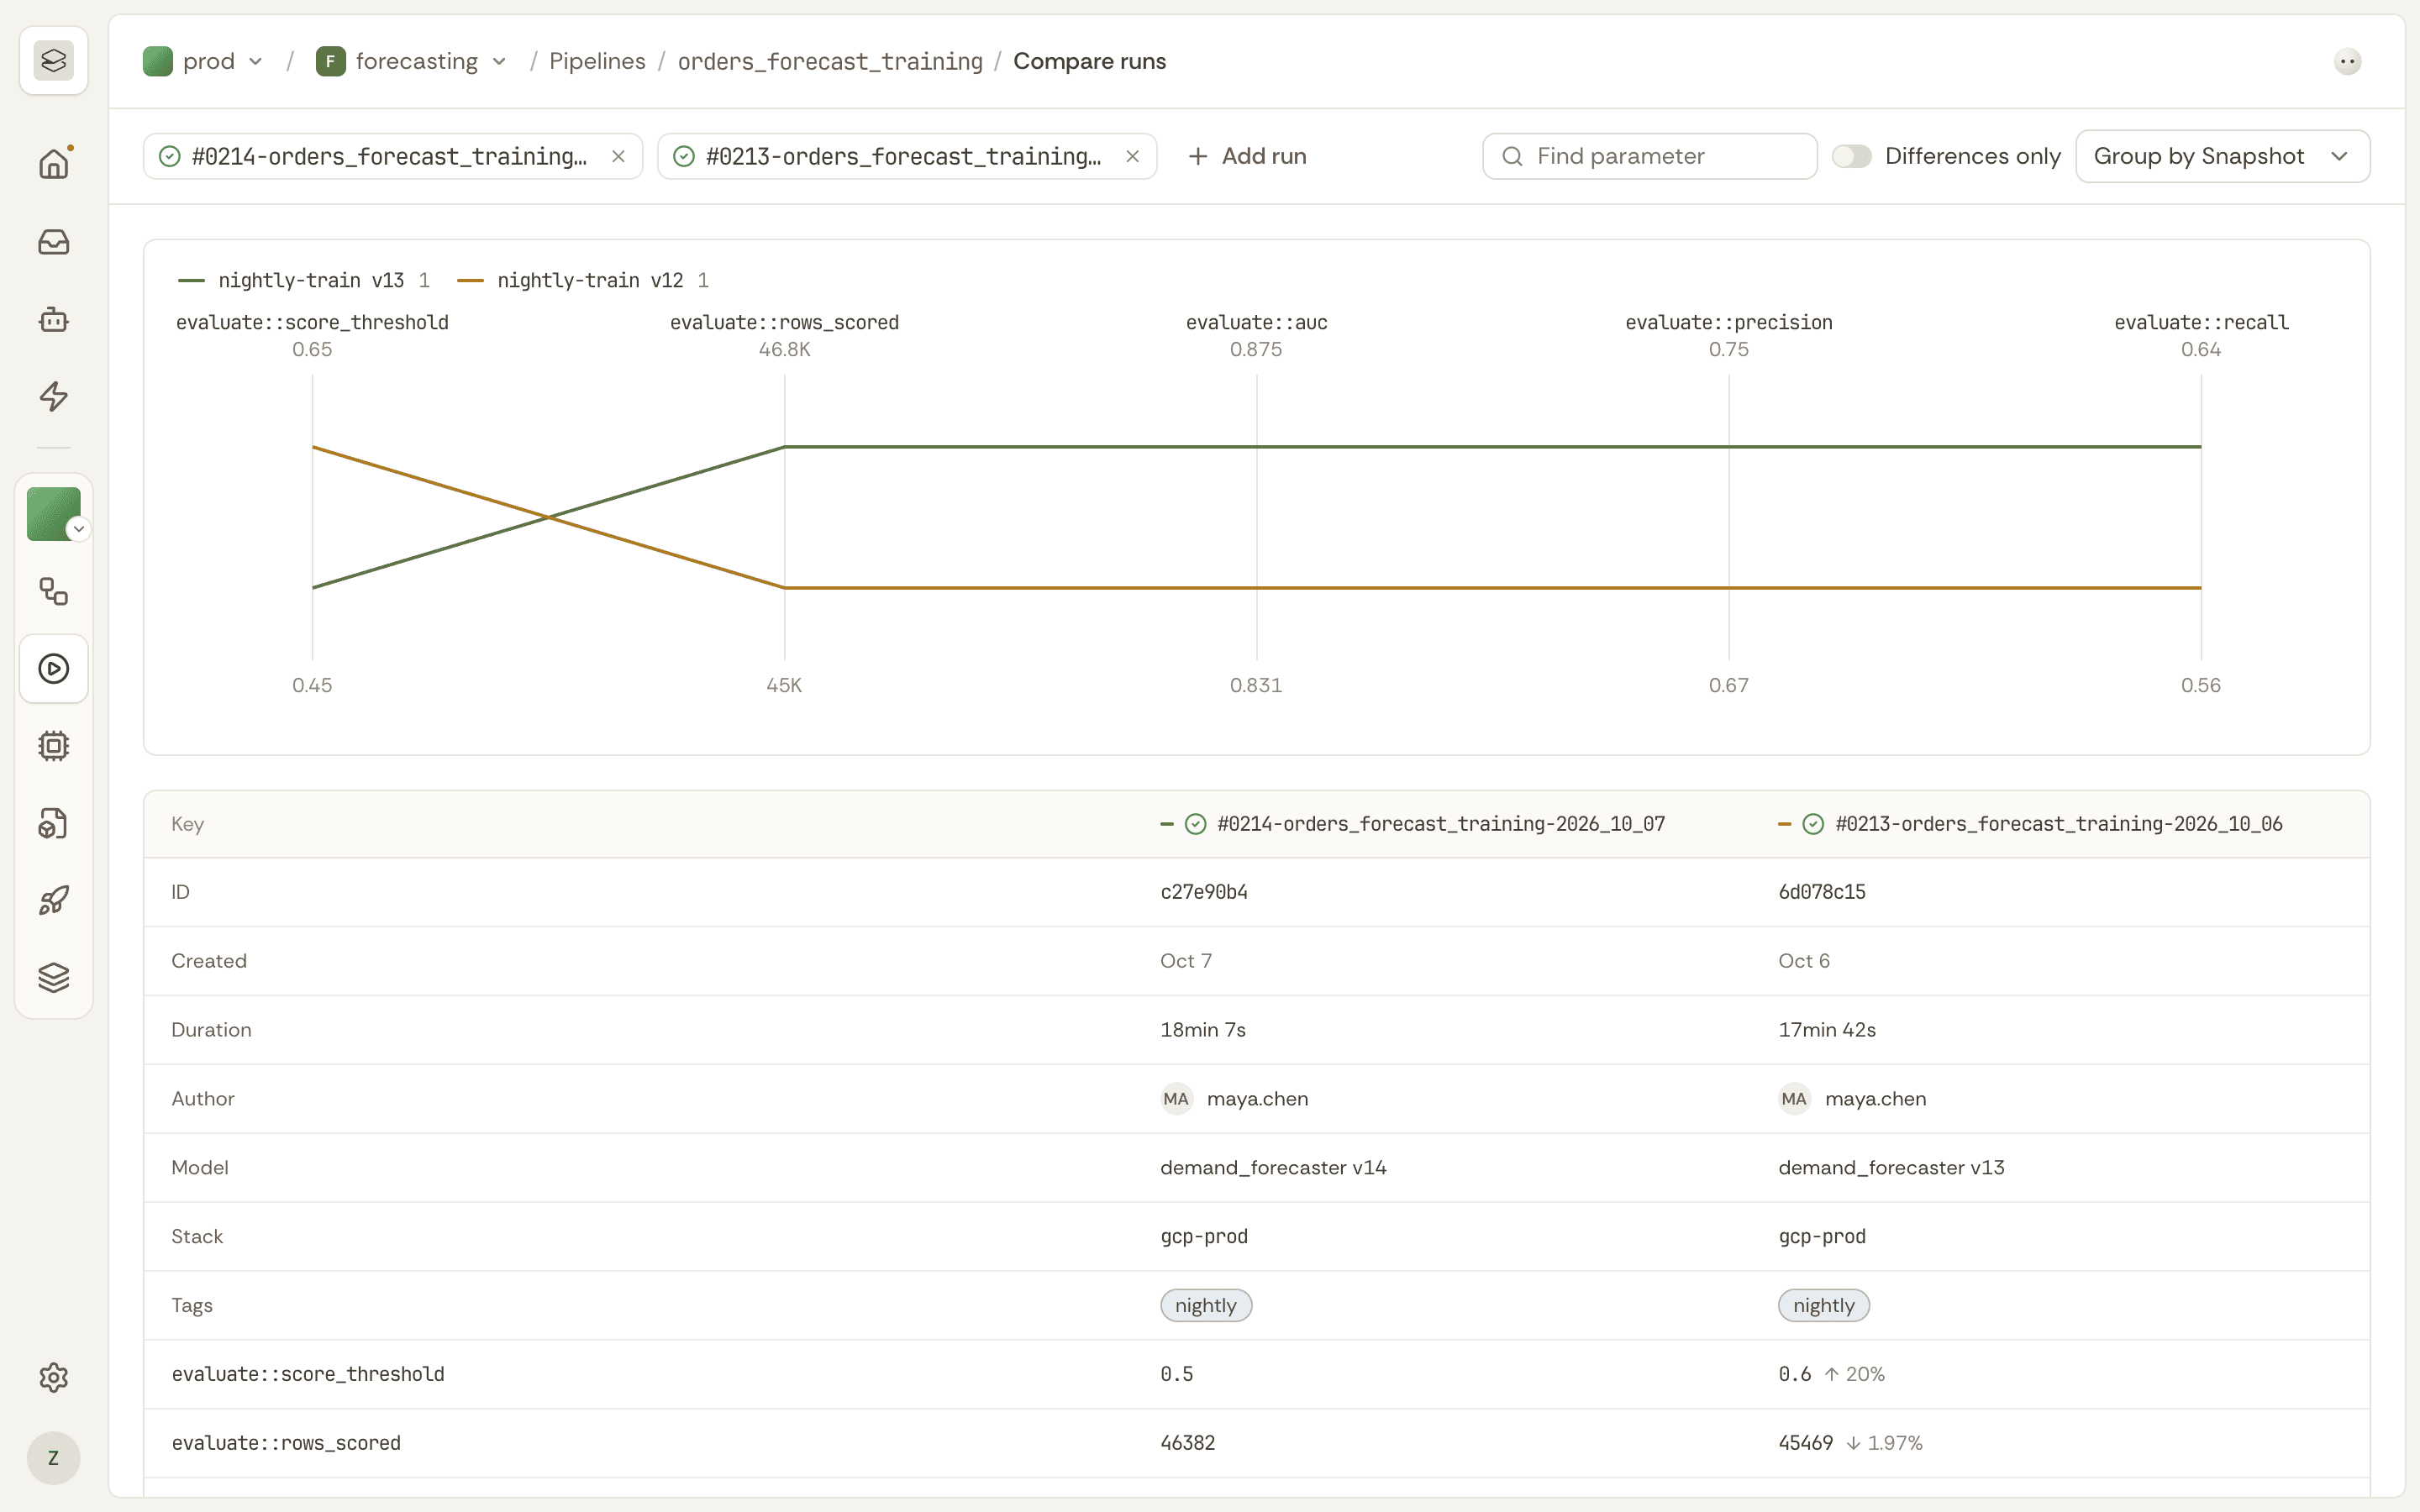 prod / F forecasting / Pipelines / orders_forecast_training / Compare runs
#0214-orders_forecast_training… #0213-orders_forecast_training… Add run Find parameter Differences only Group by Snapshot
nightly-train v13 1 nightly-train v12 1
evaluate::score_threshold evaluate::rows_scored evaluate::auc evaluate::precision evaluate::recall
0.65 46.8K 0.875 0.75 0.64
0.45 45K 0.831 0.67 0.56
Key #0214-orders_forecast_training-2026_10_07 #0213-orders_forecast_training-2026_10_06
ID c27e90b4 6d078c15
Created Oct 7 Oct 6
Duration 18min 7s 17min 42s
Author MA maya.chen MA maya.chen
Model demand_forecaster v14 demand_forecaster v13
Stack gcp-prod gcp-prod
Tags nightly nightly
evaluate::score_threshold 0.5 0.6 ↑ 20%
evaluate::rows_scored 46382 45469 ↓ 1.97%
Z